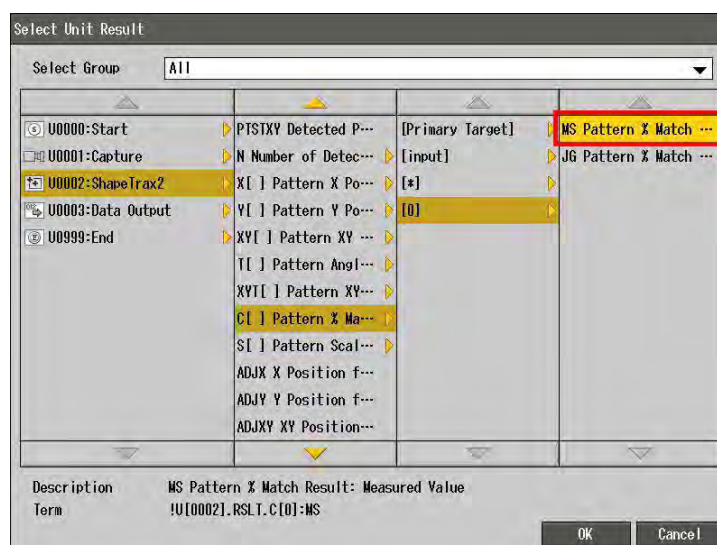 Select Unit Result
Select Group All
U0000:Start
U0001:Capture
U0002:ShapeTrax2
U0003:Data Output
U0999:End
PTSTXY Detected P···
N Number of Detec···
X[ ] Pattern X Po···
Y[ ] Pattern Y Po···
XY[ ] Pattern XY ···
T[ ] Pattern Angl···
XYT[ ] Pattern XY···
C[ ] Pattern % Ma···
S[ ] Pattern Scal···
ADJX X Position f···
ADJY Y Position f···
ADJXY XY Position···
[Primary Target]
[input]
[*]
[0]
MS Pattern % Match ···
JG Pattern % Match ···
Description MS Pattern % Match Result: Measured Value
Term !U[0002].RSLT.C[0]:MS
OK Cancel